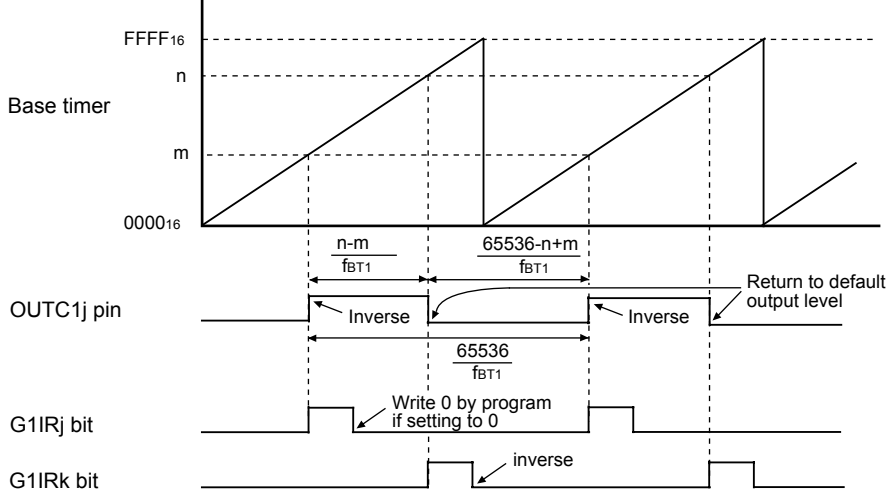 FFFF16
n
Base timer
m
000016
n-m
fBT1
65536-n+m
fBT1
Return to default
output level
OUTC1j pin
Inverse
Inverse
65536
fBT1
Write 0 by program
if setting to 0
G1IRj bit
inverse
G1IRk bit